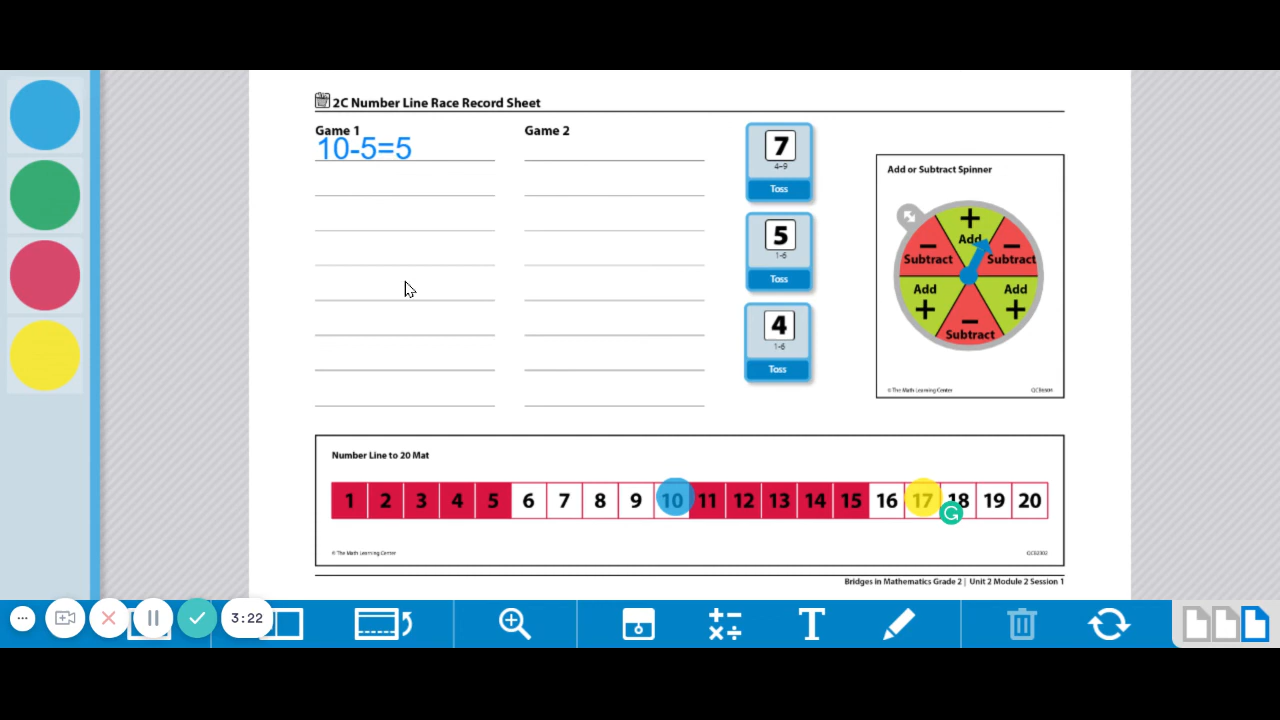 2C Number Line Race Record Sheet
Game 1
Game 2
10-5=5
7
4–9
Toss
5
1-6
Toss
4
1-6
Toss
Add or Subtract Spinner
+
Add
−
Subtract
Add
+
−
Subtract
Add
+
−
Subtract
© The Math Learning Center
Number Line to 20 Mat
1 2 3 4 5 6 7 8 9 10 11 12 13 14 15 16 17 18 19 20
© The Math Learning Center
Bridges in Mathematics Grade 2 | Unit 2 Module 2 Session 1
3:22
T